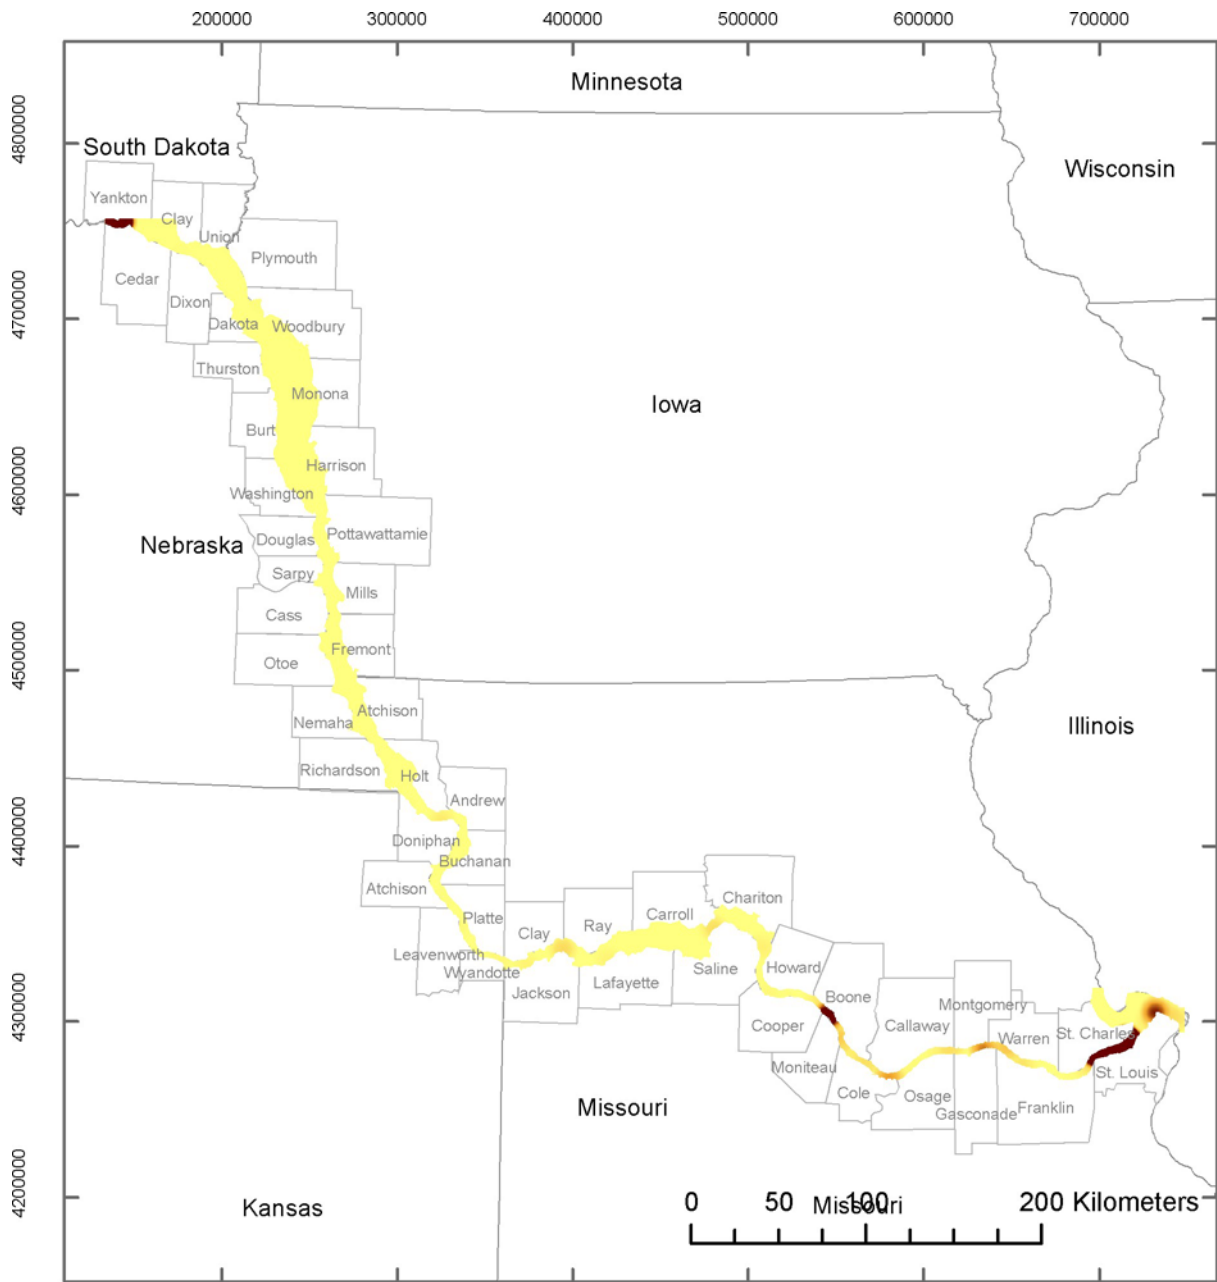 200000 300000 400000 500000 600000 700000
Minnesota
4800000
South Dakota
Wisconsin
Yankton
Clay
Union
Plymouth
Cedar
Dixon
4700000
Dakota
Woodbury
Thurston
Monona
Iowa
Burt
Harrison
4600000
Washington
Pottawattamie
Douglas
Nebraska
Sarpy
Mills
Cass
Fremont
Otoe
4500000
Atchison
Nemaha
Illinois
Richardson
Holt
Andrew
4400000
Doniphan
Buchanan
Atchison
Chariton
Carroll
Platte
Ray
Clay
Leavenworth
Saline
Howard
Wyandotte
Lafayette
Jackson
Boone
Montgomery
4300000
Cooper
Callaway
Warren
St. Charles
Moniteau
St. Louis
Cole
Osage
Franklin
Gasconade
Missouri
4200000
Kansas
0 50 100 200 Kilometers
Missouri